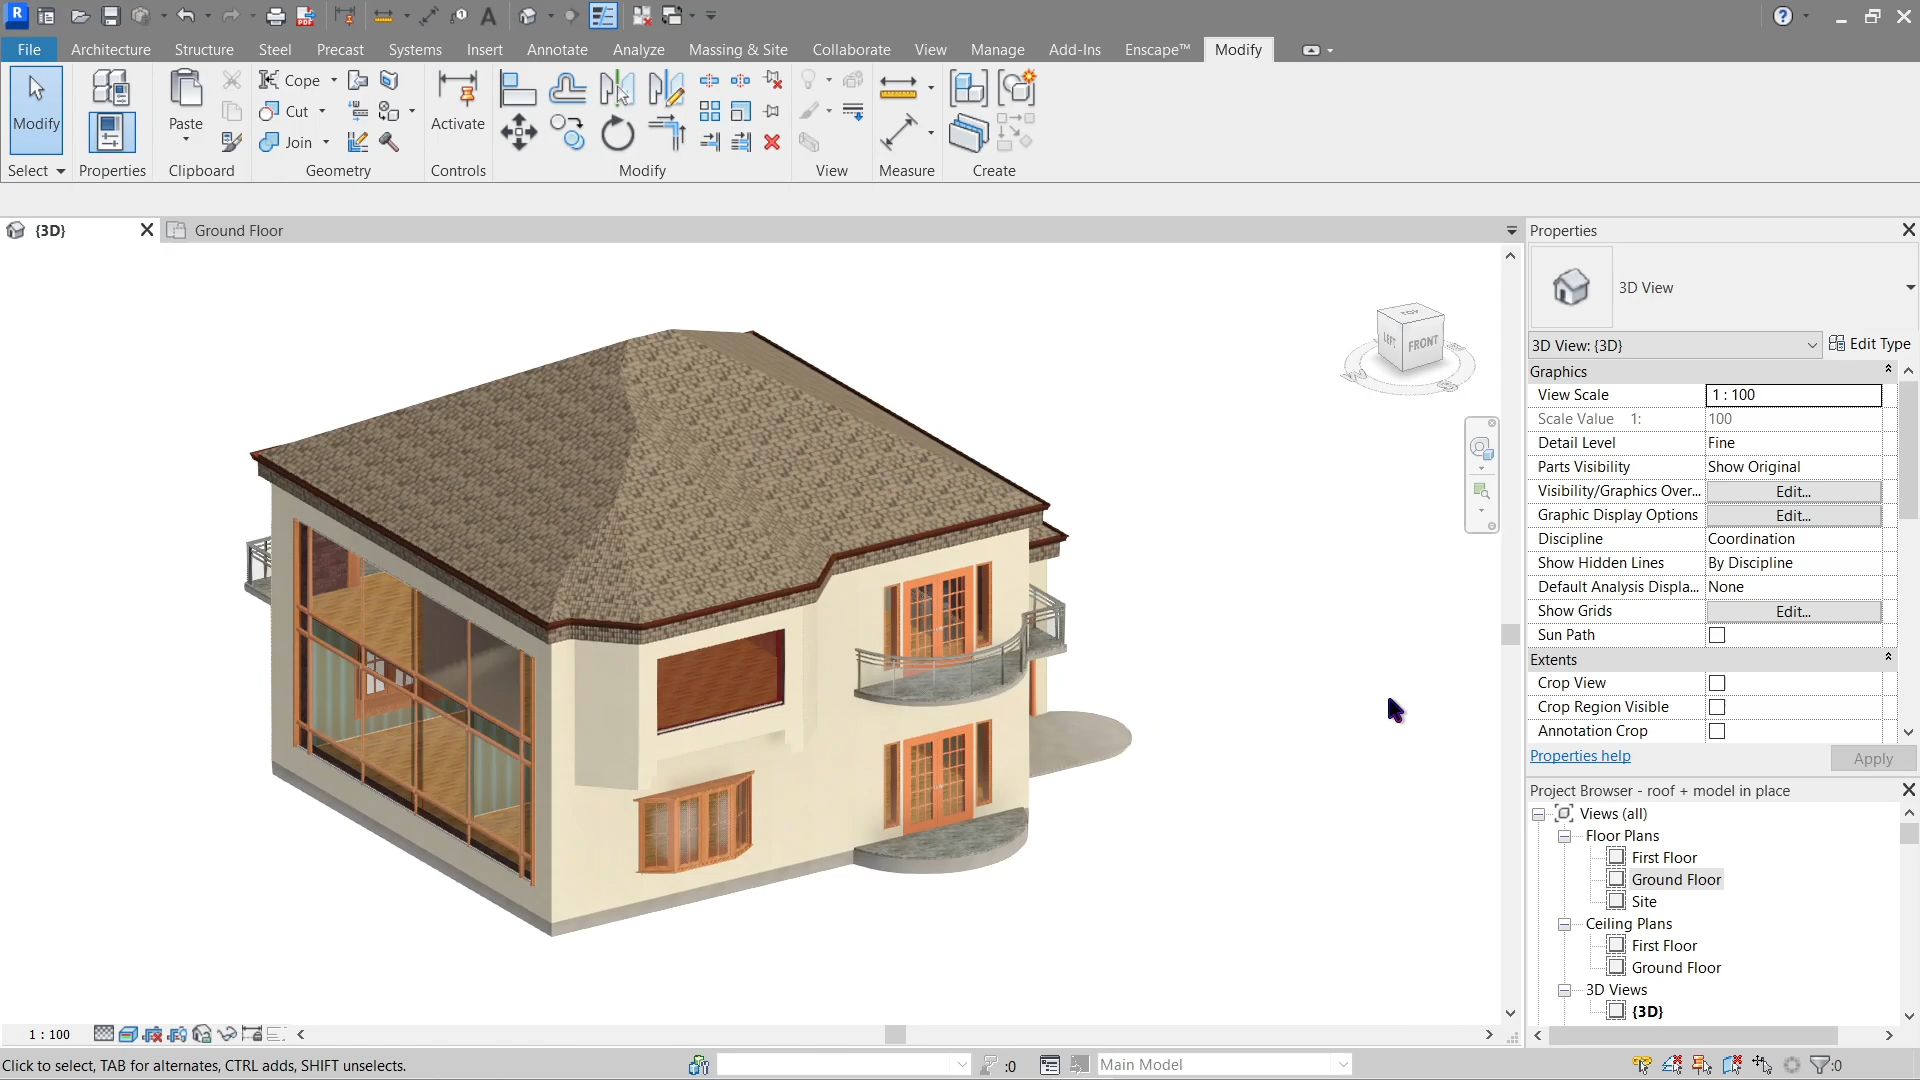 File Architecture Structure Steel Precast Systems Insert Annotate Analyze Massing & Site Collaborate View Manage Add-Ins Enscape™ Modify
Modify
Paste
Cope
Cut
Join
Activate
Select Properties Clipboard Geometry Controls Modify View Measure Create
{3D} Ground Floor
TOP
LEFT FRONT
Properties
3D View
3D View: {3D} Edit Type
Graphics
View Scale 1 : 100
Scale Value 1: 100
Detail Level Fine
Parts Visibility Show Original
Visibility/Graphics Over... Edit...
Graphic Display Options Edit...
Discipline Coordination
Show Hidden Lines By Discipline
Default Analysis Displa... None
Show Grids Edit...
Sun Path
Extents
Crop View
Crop Region Visible
Annotation Crop
Properties help Apply
Project Browser - roof + model in place
Views (all)
Floor Plans
First Floor
Ground Floor
Site
Ceiling Plans
First Floor
Ground Floor
3D Views
{3D}
1 : 100
Click to select, TAB for alternates, CTRL adds, SHIFT unselects. :0 Main Model :0